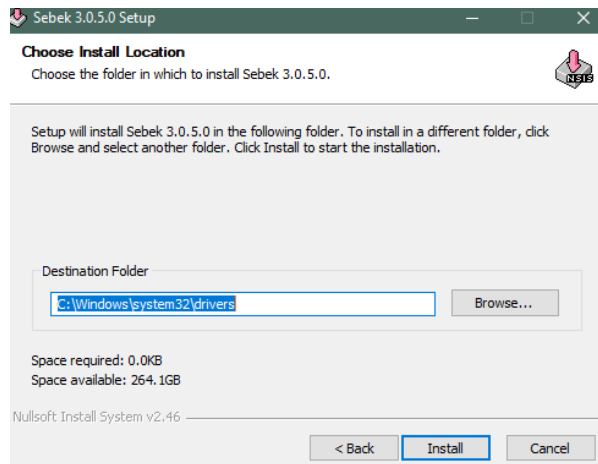 Sebek 3.0.5.0 Setup
Choose Install Location
Choose the folder in which to install Sebek 3.0.5.0.
NSIS
Setup will install Sebek 3.0.5.0 in the following folder. To install in a different folder, click
Browse and select another folder. Click Install to start the installation.
Destination Folder
C:\Windows\system32\drivers
Browse...
Space required: 0.0KB
Space available: 264.1GB
Nullsoft Install System v2.46
< Back Install Cancel